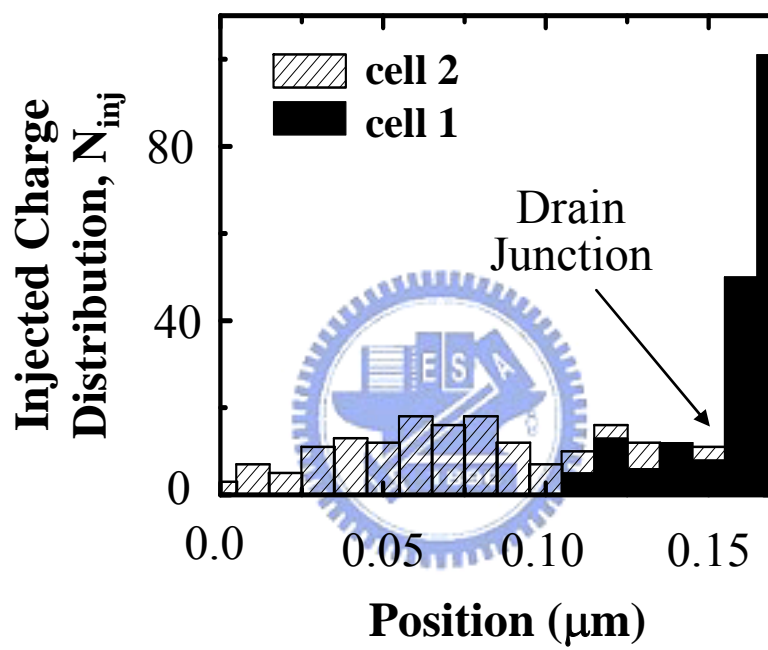 cell 2
cell 1
Injected Charge
Distribution, N_inj
80
40
0
Drain
Junction
E S A
0.0 0.05 0.10 0.15
Position (μm)